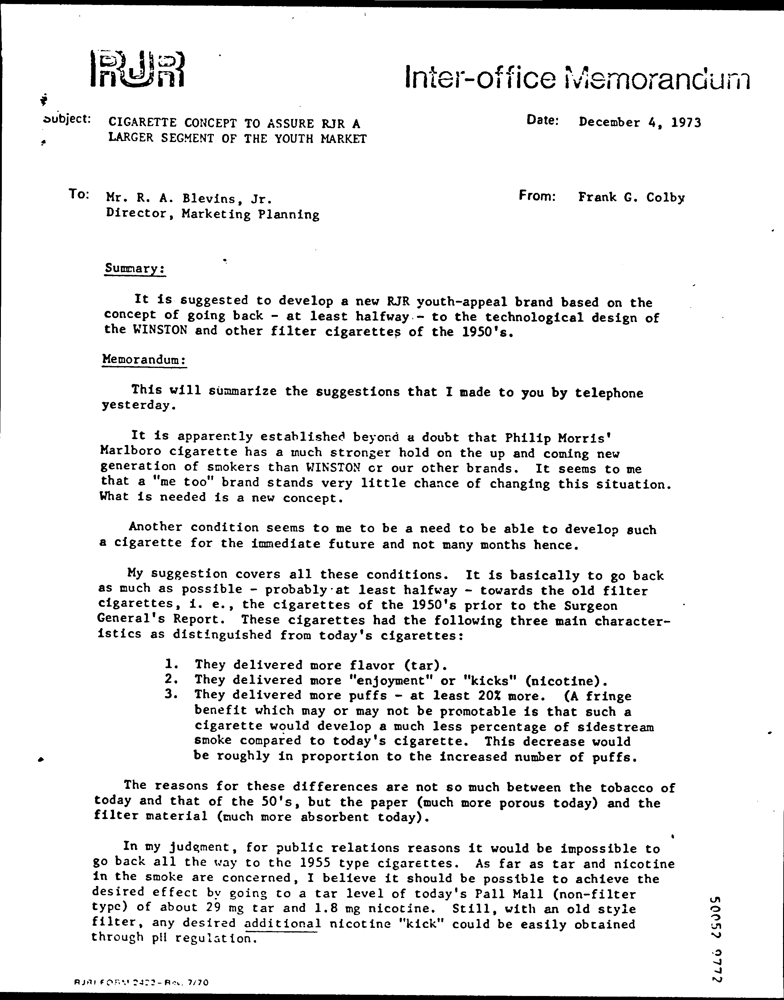 RJR
Inter-office Memorandum
Subject: CIGARETTE CONCEPT TO ASSURE RJR A
LARGER SEGMENT OF THE YOUTH MARKET
Date: December 4, 1973
To: Mr. R. A. Blevins, Jr.
Director, Marketing Planning
From: Frank G. Colby
Summary:
It is suggested to develop a new RJR youth-appeal brand based on the
concept of going back - at least halfway - to the technological design of
the WINSTON and other filter cigarettes of the 1950's.
Memorandum:
This will summarize the suggestions that I made to you by telephone
yesterday.
It is apparently established beyond a doubt that Philip Morris'
Marlboro cigarette has a much stronger hold on the up and coming new
generation of smokers than WINSTON or our other brands. It seems to me
that a "me too" brand stands very little chance of changing this situation.
What is needed is a new concept.
Another condition seems to me to be a need to be able to develop such
a cigarette for the immediate future and not many months hence.
My suggestion covers all these conditions. It is basically to go back
as much as possible - probably at least halfway - towards the old filter
cigarettes, i. e., the cigarettes of the 1950's prior to the Surgeon
General's Report. These cigarettes had the following three main character-
istics as distinguished from today's cigarettes:
1. They delivered more flavor (tar).
2. They delivered more "enjoyment" or "kicks" (nicotine).
3. They delivered more puffs - at least 20% more. (A fringe
benefit which may or may not be promotable is that such a
cigarette would develop a much less percentage of sidestream
smoke compared to today's cigarette. This decrease would
be roughly in proportion to the increased number of puffs.
The reasons for these differences are not so much between the tobacco of
today and that of the 50's, but the paper (much more porous today) and the
filter material (much more absorbent today).
In my judgment, for public relations reasons it would be impossible to
go back all the way to the 1955 type cigarettes. As far as tar and nicotine
in the smoke are concerned, I believe it should be possible to achieve the
desired effect by going to a tar level of today's Pall Mall (non-filter
type) of about 29 mg tar and 1.8 mg nicotine. Still, with an old style
filter, any desired additional nicotine "kick" could be easily obtained
through pH regulation.
50052 9772
RJRI FORM 2422-Rev. 7/70